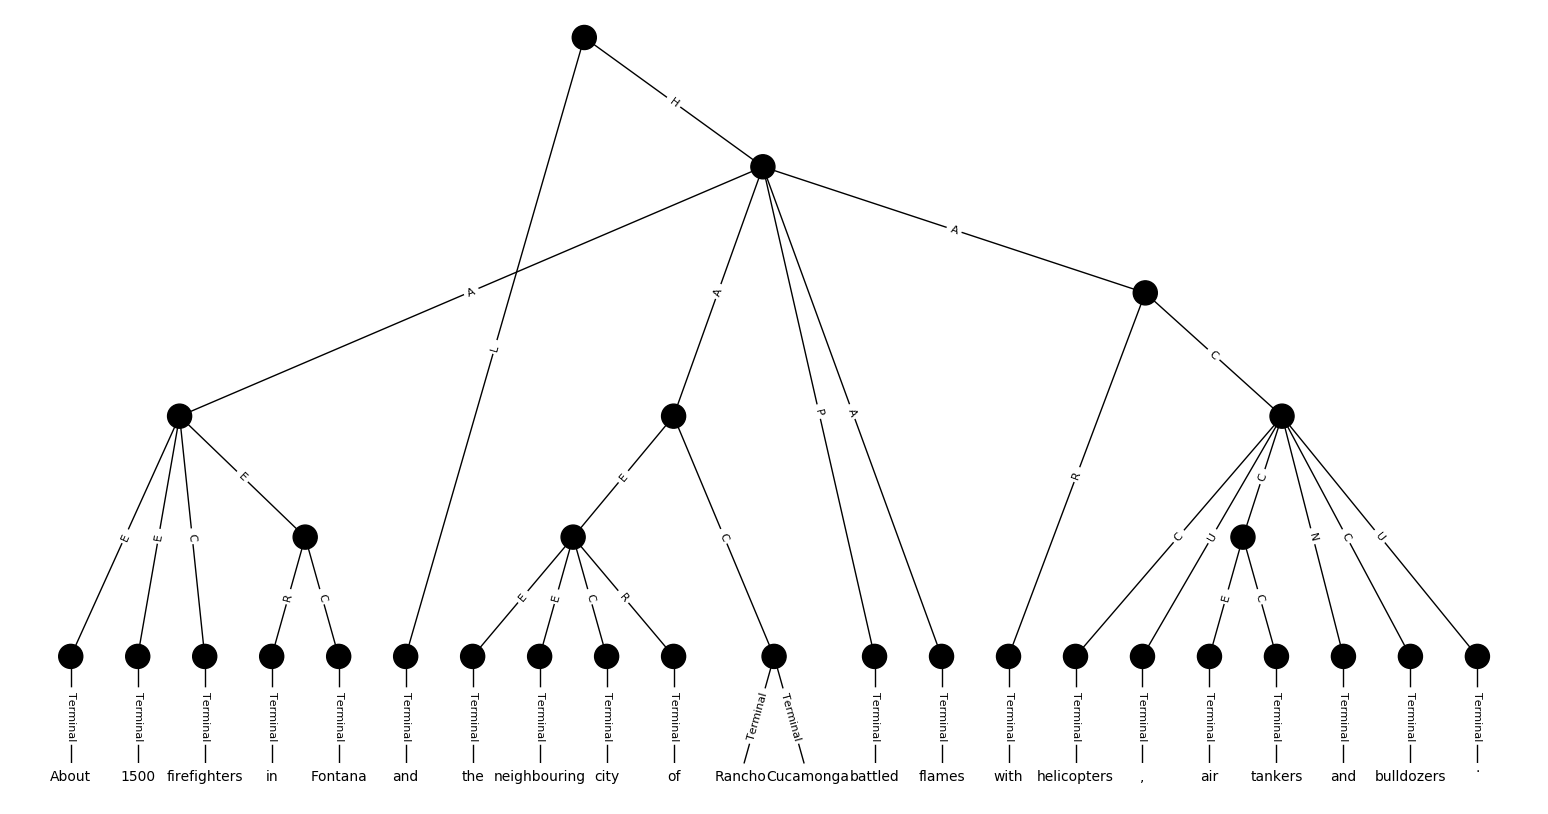 H
A
A
L
A
C
P
A
R
E
E
C
E
E
C
C
U
C
N
C
U
R
C
E
E
C
R
E
C
Terminal Terminal Terminal Terminal Terminal Terminal Terminal Terminal Terminal Terminal Terminal Terminal Terminal Terminal Terminal Terminal Terminal Terminal Terminal Terminal Terminal Terminal
About 1500 firefighters in Fontana and the neighbouring city of Rancho Cucamonga battled flames with helicopters , air tankers and bulldozers .